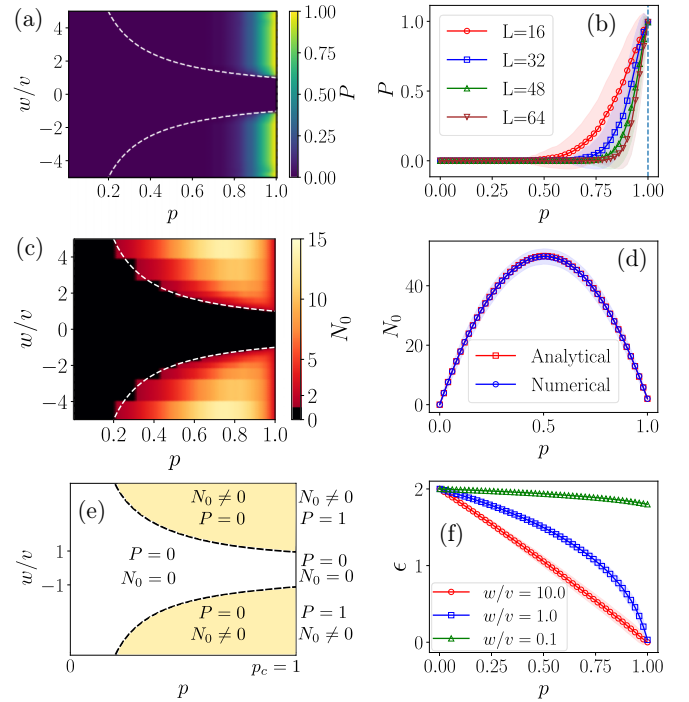 (a)
w/v
4
2
0
−2
−4
0.2 0.4 0.6 0.8 1.0
p
1.00
0.75
0.50
0.25
0.00
P
(b)
P
1.0
0.5
0.0
L=16
L=32
L=48
L=64
0.00 0.25 0.50 0.75 1.00
p
(c)
w/v
4
2
0
−2
−4
0.2 0.4 0.6 0.8 1.0
p
15
10
5
1
0
N₀
(d)
N₀
40
20
0
Analytical
Numerical
0.0 0.5 1.0
p
(e)
w/v
1
−1
N₀ ≠ 0
P = 0
N₀ ≠ 0
P = 1
P = 0
N₀ = 0
P = 0
N₀ = 0
P = 0
N₀ ≠ 0
P = 1
N₀ ≠ 0
0
p_c = 1
p
(f)
ϵ
2
1
0
w/v = 10.0
w/v = 1.0
w/v = 0.1
0.00 0.25 0.50 0.75 1.00
p